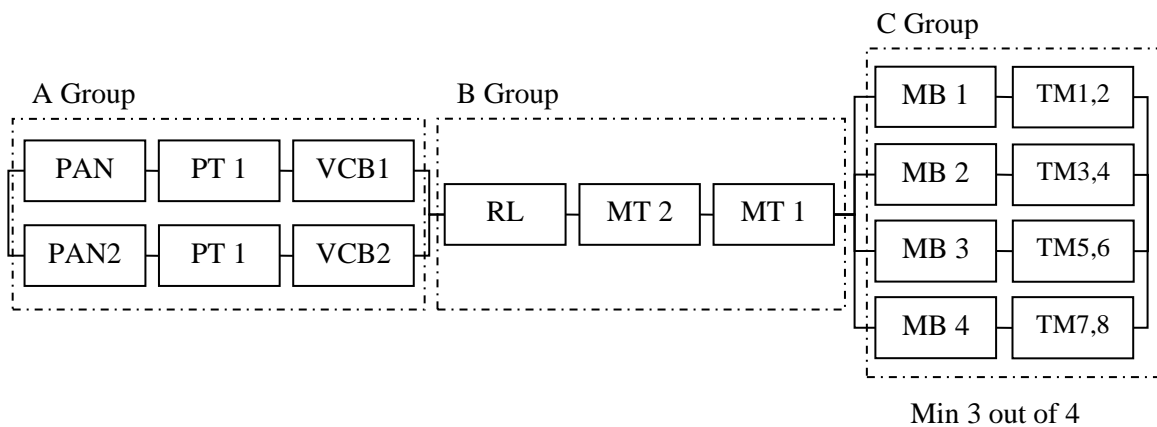 C Group
A Group
B Group
PAN
PT 1
VCB1
PAN2
PT 1
VCB2
RL
MT 2
MT 1
MB 1
TM1,2
MB 2
TM3,4
MB 3
TM5,6
MB 4
TM7,8
Min 3 out of 4